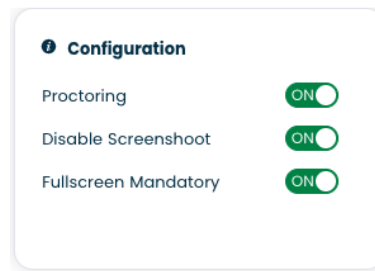 Configuration
Proctoring ON
Disable Screenshoot ON
Fullscreen Mandatory ON